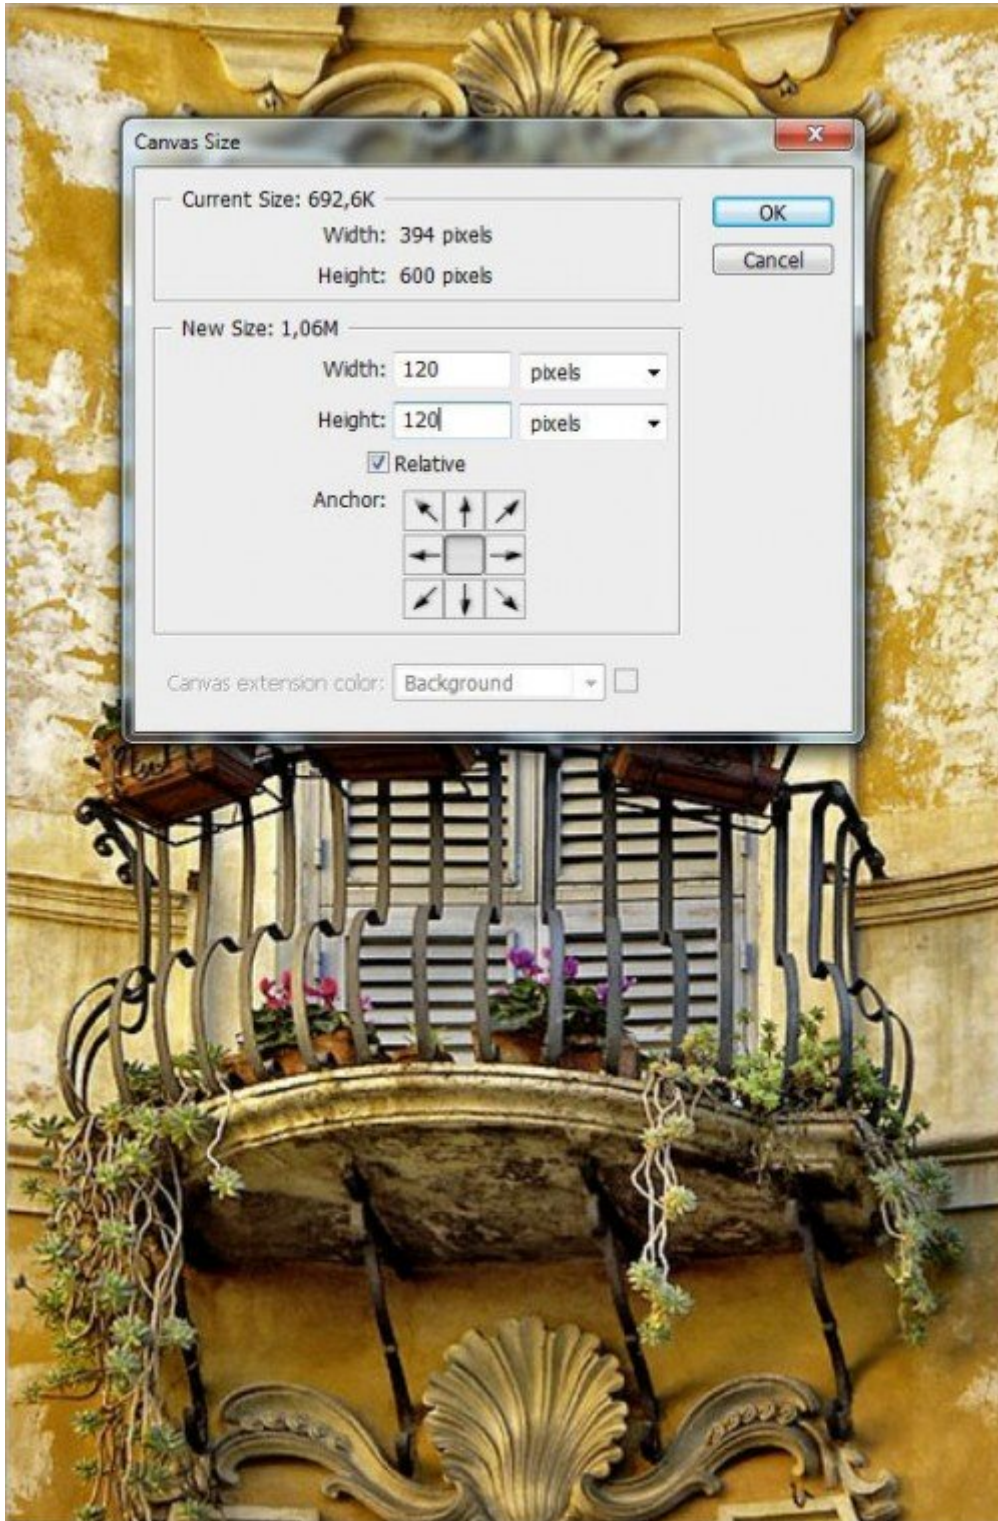 Canvas Size
X
Current Size: 692,6K
Width: 394 pixels
Height: 600 pixels
OK
Cancel
New Size: 1,06M
Width: 120 pixels
Height: 120 pixels
Relative
Anchor:
Canvas extension color: Background